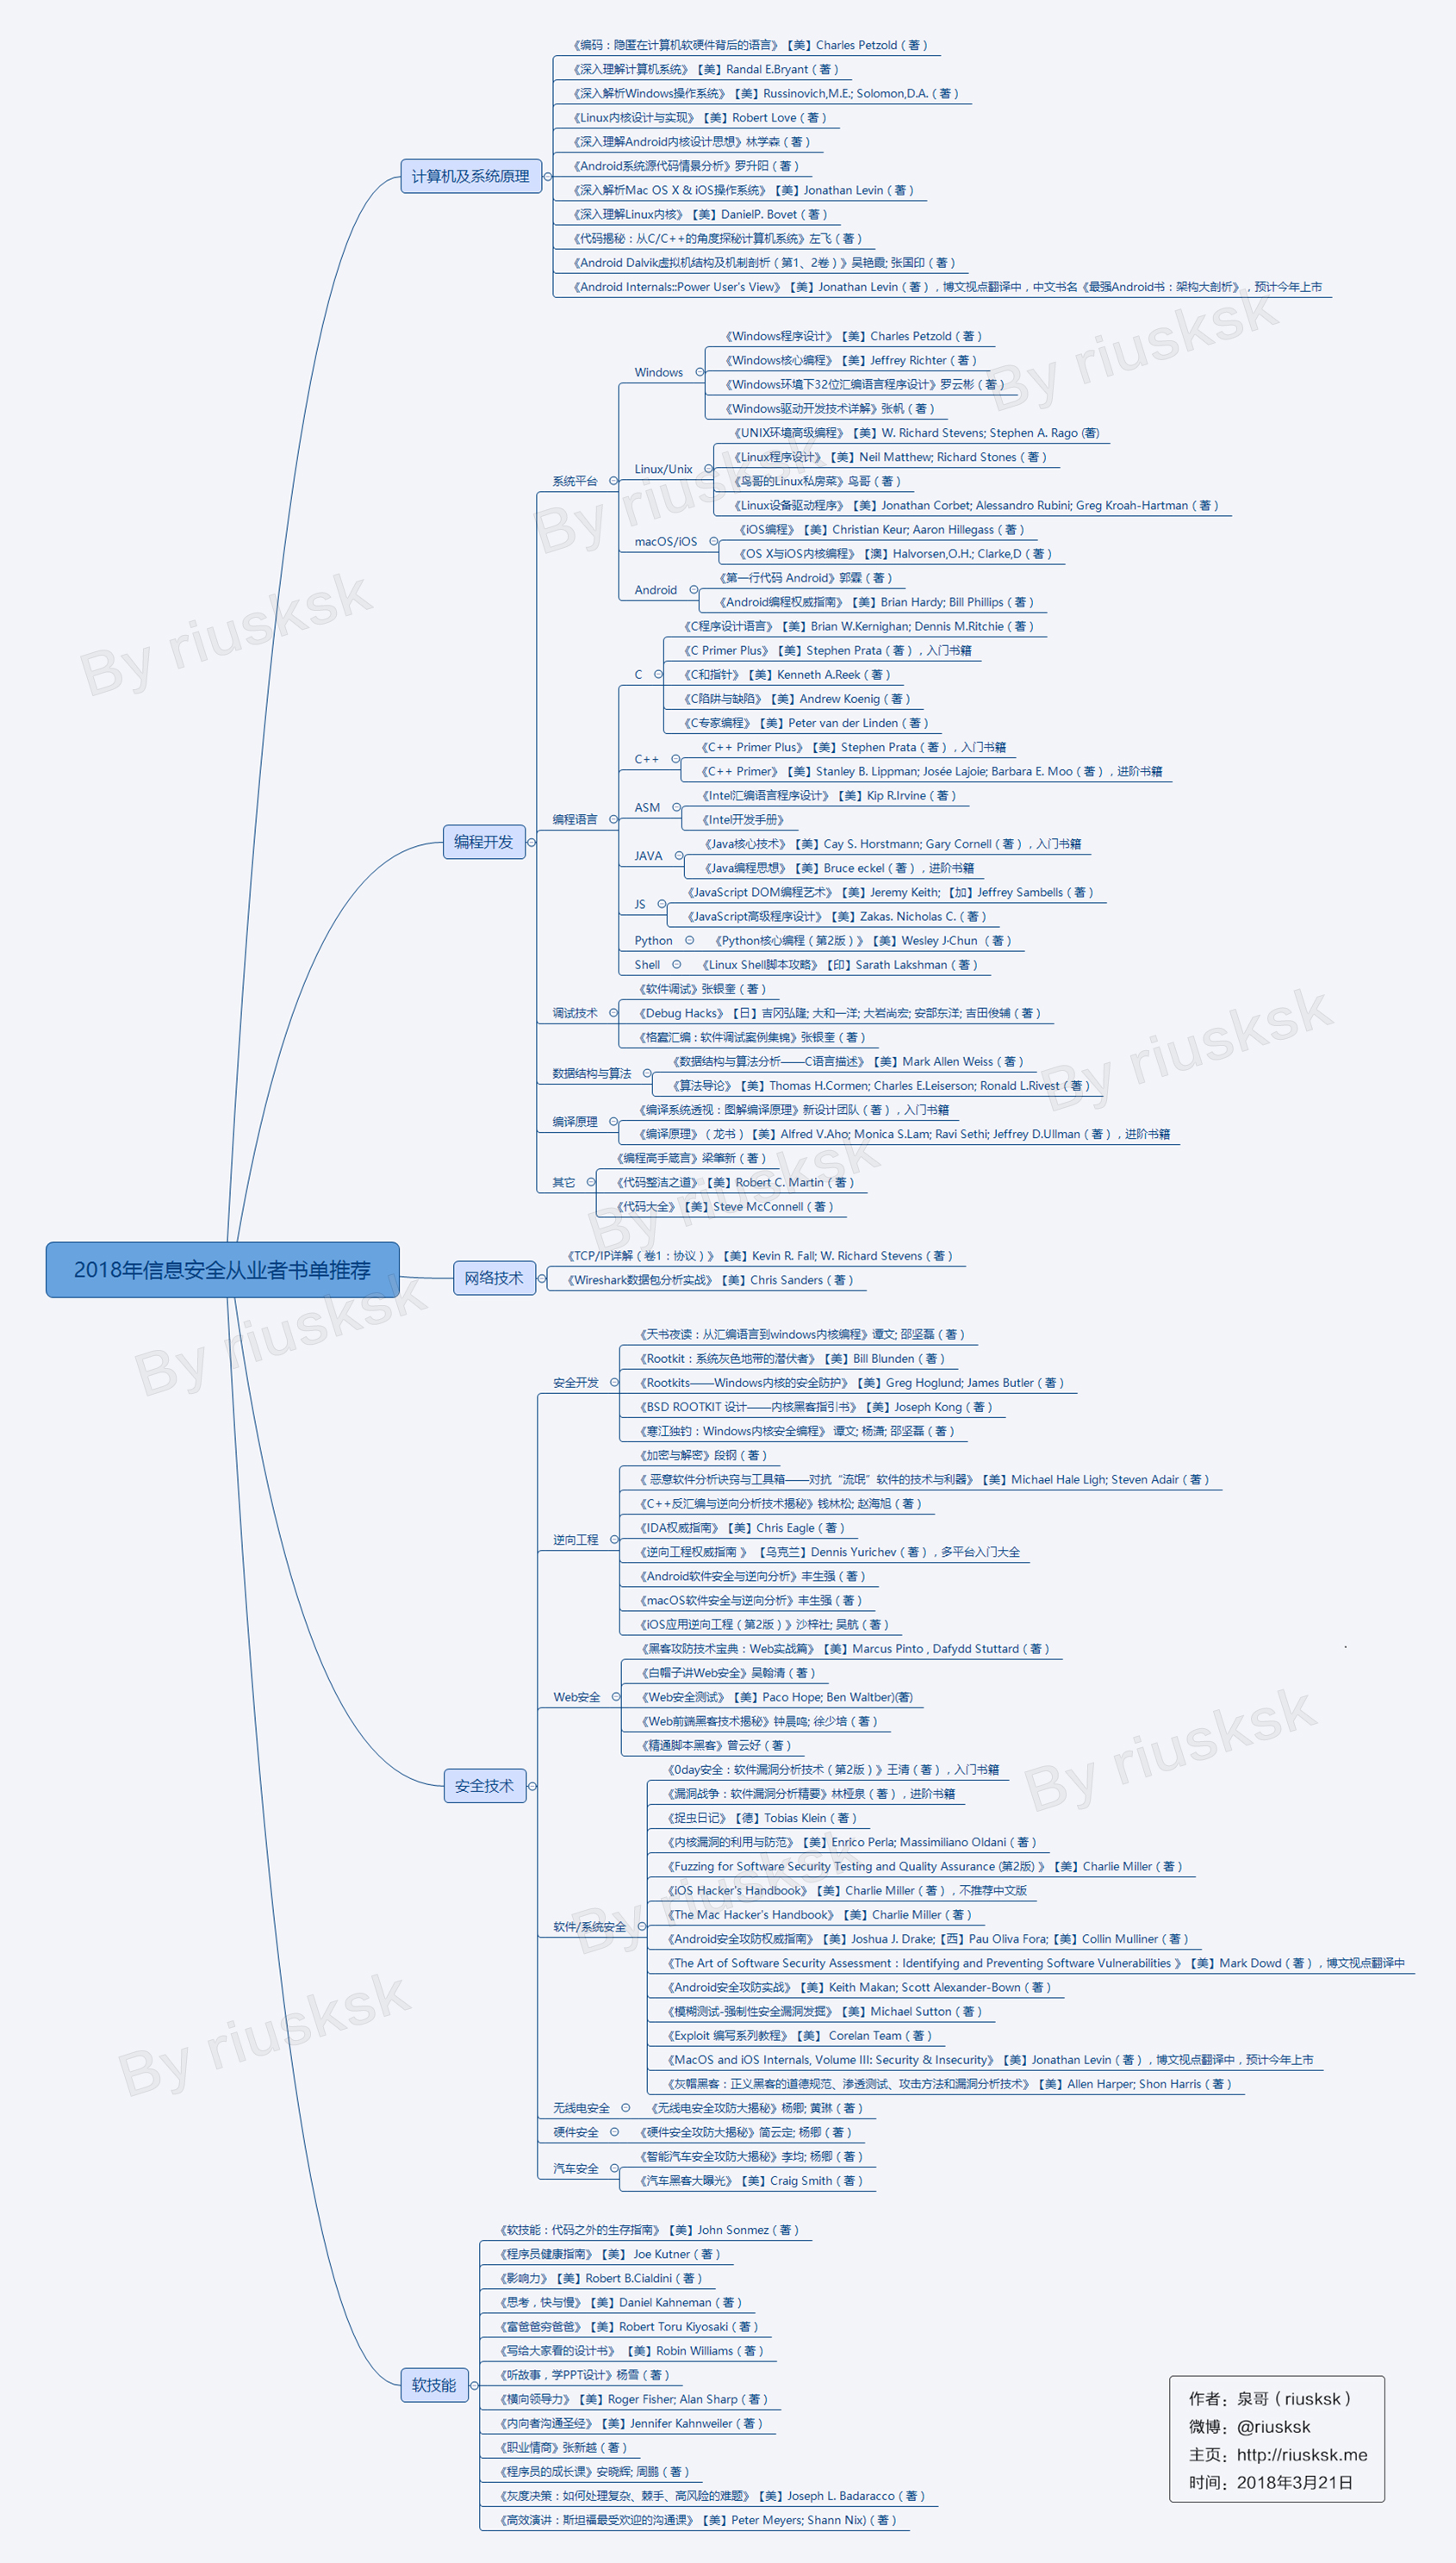 《编码：隐匿在计算机软硬件背后的语言》【美】Charles Petzold（著）
《深入理解计算机系统》【美】Randal E.Bryant（著）
《深入解析Windows操作系统》【美】Russinovich,M.E.; Solomon,D.A.（著）
《Linux内核设计与实现》【美】Robert Love（著）
《深入理解Android内核设计思想》林学森（著）
《Android系统源代码情景分析》罗升阳（著）
计算机及系统原理
《深入解析Mac OS X & iOS操作系统》【美】Jonathan Levin（著）
《深入理解Linux内核》【美】DanielP. Bovet（著）
《代码揭秘：从C/C++的角度探秘计算机系统》左飞（著）
《Android Dalvik虚拟机结构及机制剖析（第1、2卷）》吴艳霞; 张国印（著）
《Android Internals::Power User's View》【美】Jonathan Levin（著），博文视点翻译中，中文书名《最强Android书：架构大剖析》，预计今年上市
编程开发
系统平台
Windows
《Windows程序设计》【美】Charles Petzold（著）
《Windows核心编程》【美】Jeffrey Richter（著）
《Windows环境下32位汇编语言程序设计》罗云彬（著）
《Windows驱动开发技术详解》张帆（著）
Linux/Unix
《UNIX环境高级编程》【美】W. Richard Stevens; Stephen A. Rago (著)
《Linux程序设计》【美】Neil Matthew; Richard Stones（著）
《鸟哥的Linux私房菜》鸟哥（著）
《Linux设备驱动程序》【美】Jonathan Corbet; Alessandro Rubini; Greg Kroah-Hartman（著）
macOS/iOS
《iOS编程》【美】Christian Keur; Aaron Hillegass（著）
《OS X与iOS内核编程》【澳】Halvorsen,O.H.; Clarke,D（著）
Android
《第一行代码 Android》郭霖（著）
《Android编程权威指南》【美】Brian Hardy; Bill Phillips（著）
编程语言
C
《C程序设计语言》【美】Brian W.Kernighan; Dennis M.Ritchie（著）
《C Primer Plus》【美】Stephen Prata（著），入门书籍
《C和指针》【美】Kenneth A.Reek（著）
《C陷阱与缺陷》【美】Andrew Koenig（著）
《C专家编程》【美】Peter van der Linden（著）
C++
《C++ Primer Plus》【美】Stephen Prata（著），入门书籍
《C++ Primer》【美】Stanley B. Lippman; Josée Lajoie; Barbara E. Moo（著），进阶书籍
ASM
《Intel汇编语言程序设计》【美】Kip R.Irvine（著）
《Intel开发手册》
JAVA
《Java核心技术》【美】Cay S. Horstmann; Gary Cornell（著），入门书籍
《Java编程思想》【美】Bruce eckel（著），进阶书籍
JS
《JavaScript DOM编程艺术》【美】Jeremy Keith; 【加】Jeffrey Sambells（著）
《JavaScript高级程序设计》【美】Zakas. Nicholas C.（著）
Python
《Python核心编程（第2版）》【美】Wesley J·Chun （著）
Shell
《Linux Shell脚本攻略》【印】Sarath Lakshman（著）
调试技术
《软件调试》张银奎（著）
《Debug Hacks》【日】吉冈弘隆; 大和一洋; 大岩尚宏; 安部东洋; 吉田俊辅（著）
《格蠹汇编：软件调试案例集锦》张银奎（著）
数据结构与算法
《数据结构与算法分析——C语言描述》【美】Mark Allen Weiss（著）
《算法导论》【美】Thomas H.Cormen; Charles E.Leiserson; Ronald L.Rivest（著）
编译原理
《编译系统透视：图解编译原理》新设计团队（著），入门书籍
《编译原理》（龙书）【美】Alfred V.Aho; Monica S.Lam; Ravi Sethi; Jeffrey D.Ullman（著），进阶书籍
其它
《编程高手箴言》梁肇新（著）
《代码整洁之道》【美】Robert C. Martin（著）
《代码大全》【美】Steve McConnell（著）
2018年信息安全从业者书单推荐
网络技术
《TCP/IP详解（卷1：协议）》【美】Kevin R. Fall; W. Richard Stevens（著）
《Wireshark数据包分析实战》【美】Chris Sanders（著）
安全技术
安全开发
《天书夜读：从汇编语言到windows内核编程》谭文; 邵坚磊（著）
《Rootkit：系统灰色地带的潜伏者》【美】Bill Blunden（著）
《Rootkits——Windows内核的安全防护》【美】Greg Hoglund; James Butler（著）
《BSD ROOTKIT 设计——内核黑客指引书》【美】Joseph Kong（著）
《寒江独钓：Windows内核安全编程》 谭文; 杨潇; 邵坚磊（著）
逆向工程
《加密与解密》段钢（著）
《 恶意软件分析诀窍与工具箱——对抗“流氓”软件的技术与利器》【美】Michael Hale Ligh; Steven Adair（著）
《C++反汇编与逆向分析技术揭秘》钱林松; 赵海旭（著）
《IDA权威指南》【美】Chris Eagle（著）
《逆向工程权威指南 》 【乌克兰】Dennis Yurichev（著），多平台入门大全
《Android软件安全与逆向分析》丰生强（著）
《macOS软件安全与逆向分析》丰生强（著）
《iOS应用逆向工程（第2版）》沙梓社; 吴航（著）
Web安全
《黑客攻防技术宝典：Web实战篇》【美】Marcus Pinto , Dafydd Stuttard（著）
《白帽子讲Web安全》吴翰清（著）
《Web安全测试》【美】Paco Hope; Ben Waltber)(著)
《Web前端黑客技术揭秘》钟晨鸣; 徐少培（著）
《精通脚本黑客》曾云好（著）
软件/系统安全
《0day安全：软件漏洞分析技术（第2版）》王清（著），入门书籍
《漏洞战争：软件漏洞分析精要》林桠泉（著），进阶书籍
《捉虫日记》【德】Tobias Klein（著）
《内核漏洞的利用与防范》【美】Enrico Perla; Massimiliano Oldani（著）
《Fuzzing for Software Security Testing and Quality Assurance (第2版) 》【美】Charlie Miller（著）
《iOS Hacker's Handbook》【美】Charlie Miller（著），不推荐中文版
《The Mac Hacker's Handbook》【美】Charlie Miller（著）
《Android安全攻防权威指南》【美】Joshua J. Drake;【西】Pau Oliva Fora;【美】Collin Mulliner（著）
《The Art of Software Security Assessment：Identifying and Preventing Software Vulnerabilities 》【美】Mark Dowd（著），博文视点翻译中
《Android安全攻防实战》【美】Keith Makan; Scott Alexander-Bown（著）
《模糊测试-强制性安全漏洞发掘》【美】Michael Sutton（著）
《Exploit 编写系列教程》【美】 Corelan Team（著）
《MacOS and iOS Internals, Volume III: Security & Insecurity》【美】Jonathan Levin（著），博文视点翻译中，预计今年上市
《灰帽黑客：正义黑客的道德规范、渗透测试、攻击方法和漏洞分析技术》【美】Allen Harper; Shon Harris（著）
无线电安全
《无线电安全攻防大揭秘》杨卿; 黄琳（著）
硬件安全
《硬件安全攻防大揭秘》简云定; 杨卿（著）
汽车安全
《智能汽车安全攻防大揭秘》李均; 杨卿（著）
《汽车黑客大曝光》【美】Craig Smith（著）
软技能
《软技能：代码之外的生存指南》【美】John Sonmez（著）
《程序员健康指南》【美】 Joe Kutner（著）
《影响力》【美】Robert B.Cialdini（著）
《思考，快与慢》【美】Daniel Kahneman（著）
《富爸爸穷爸爸》【美】Robert Toru Kiyosaki（著）
《写给大家看的设计书》 【美】Robin Williams（著）
《听故事，学PPT设计》杨雪（著）
《横向领导力》【美】Roger Fisher; Alan Sharp（著）
《内向者沟通圣经》【美】Jennifer Kahnweiler（著）
《职业情商》张新越（著）
《程序员的成长课》安晓辉; 周鹏（著）
《灰度决策：如何处理复杂、棘手、高风险的难题》【美】Joseph L. Badaracco（著）
《高效演讲：斯坦福最受欢迎的沟通课》【美】Peter Meyers; Shann Nix)（著）
作者：泉哥（riusksk）
微博：@riusksk
主页：http://riusksk.me
时间：2018年3月21日
By riusksk
By riusksk
By riusksk
By riusksk
By riusksk
By riusksk
By riusksk
By riusksk
By riusksk